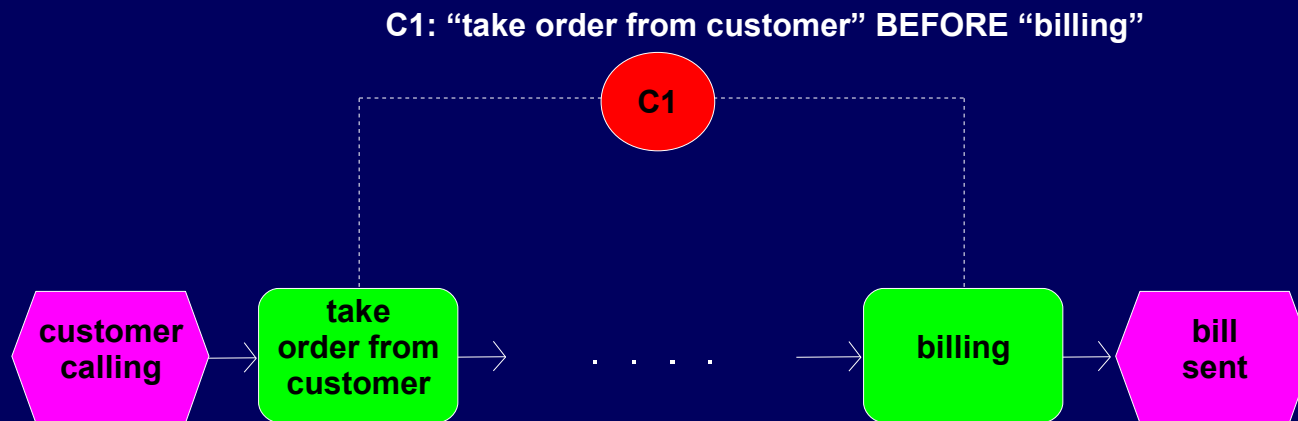 C1: “take order from customer” BEFORE “billing”
C1
customer
calling
take
order from
customer
. . . .
billing
bill
sent